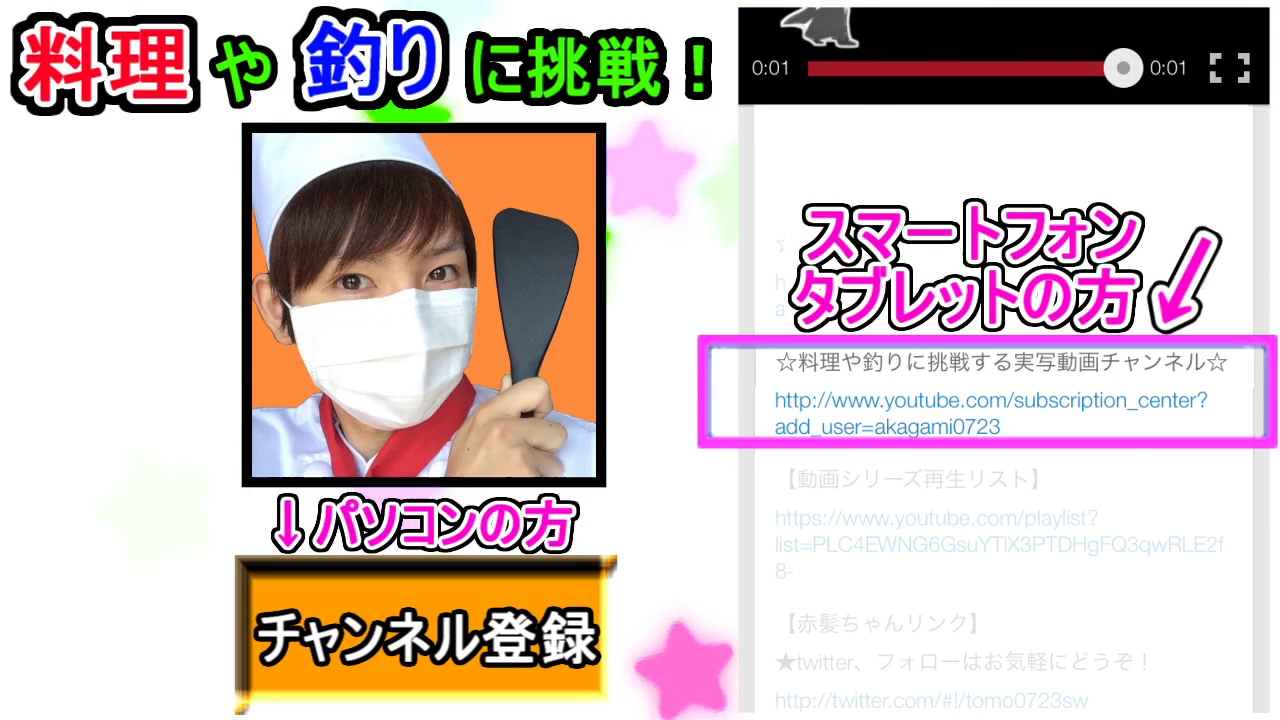 料理や釣りに挑戦！
↓パソコンの方
チャンネル登録
0:01
0:01
スマートフォン
タブレットの方
☆料理や釣りに挑戦する実写動画チャンネル☆
http://www.youtube.com/subscription_center?
add_user=akagami0723
【動画シリーズ再生リスト】
https://www.youtube.com/playlist?
list=PLC4EWNG6GsuYTlX3PTDHgFQ3qwRLE2f
8-
【赤髪ちゃんリンク】
★twitter、フォローはお気軽にどうぞ！
http://twitter.com/#!/tomo0723sw